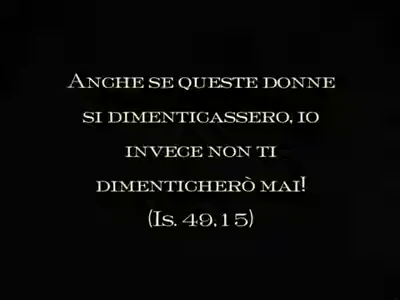 Anche se queste donne
si dimenticassero, io
invece non ti
dimenticherò mai!
(Is. 49,15)